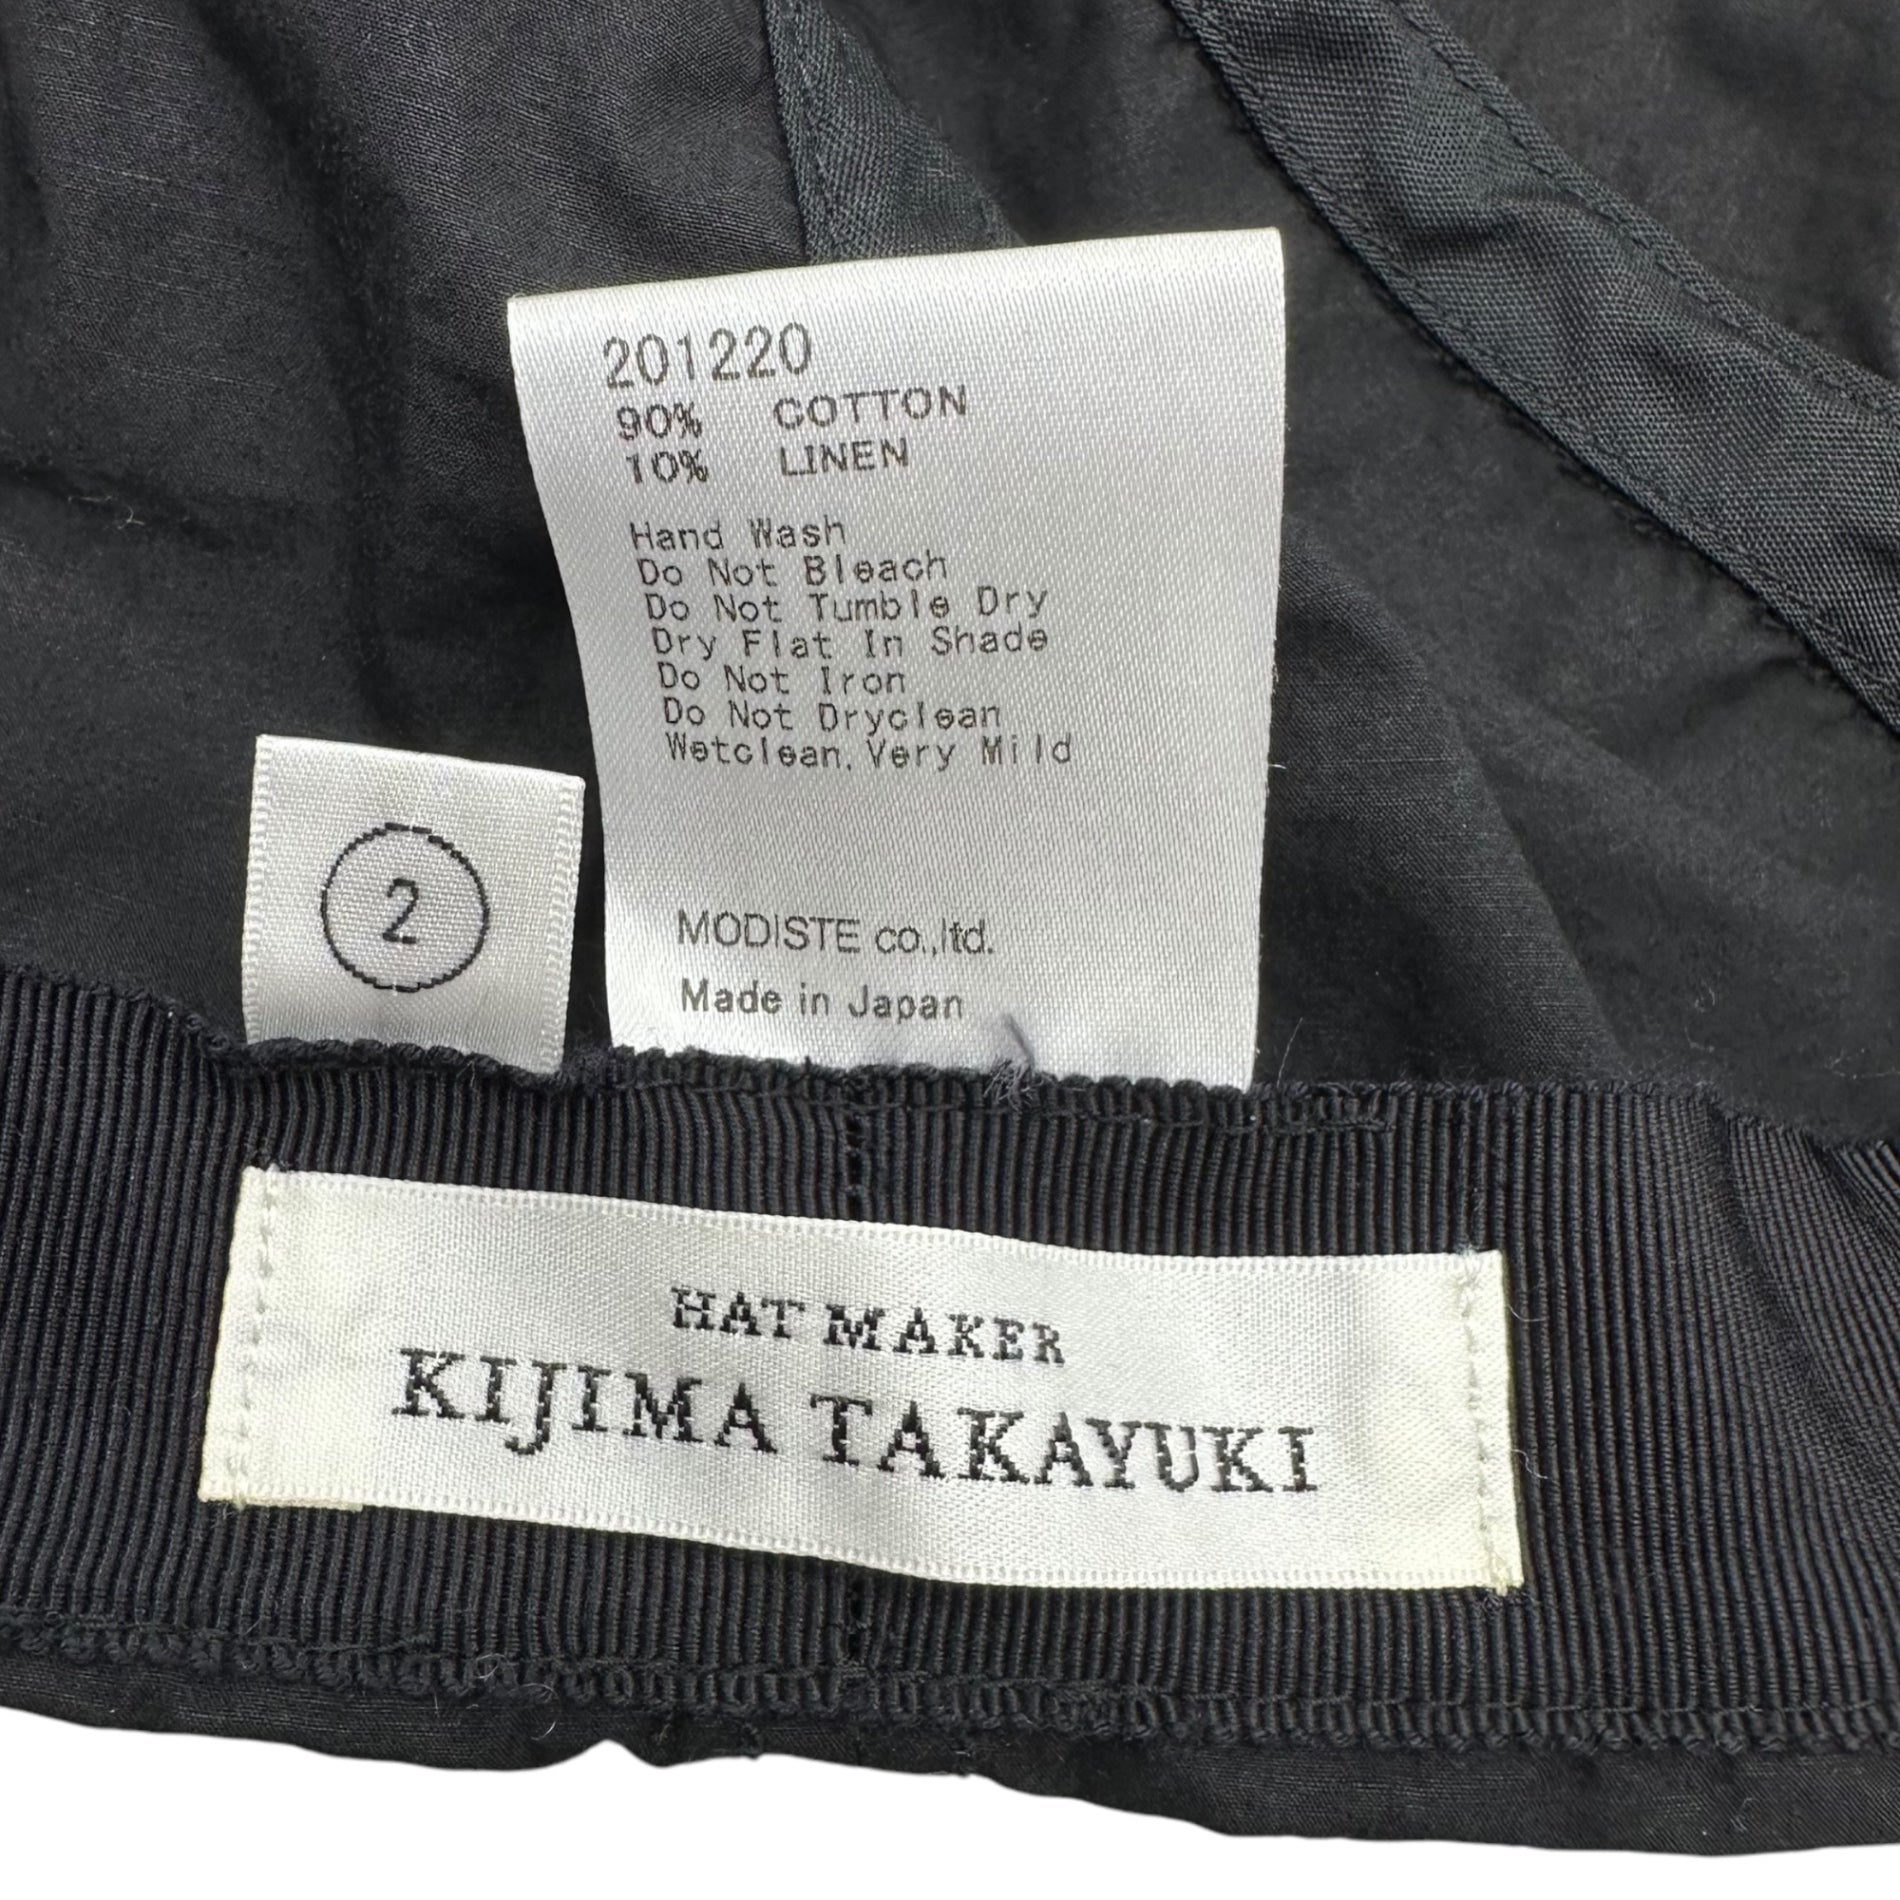 201220
90% COTTON
10% LINEN
Hand Wash
Do Not Bleach
Do Not Tumble Dry
Dry Flat In Shade
Do Not Iron
Do Not Dryclean
Wetclean,Very Mild
MODISTE co.,ltd.
Made in Japan
2
HAT MAKER
KIJIMA TAKAYUKI